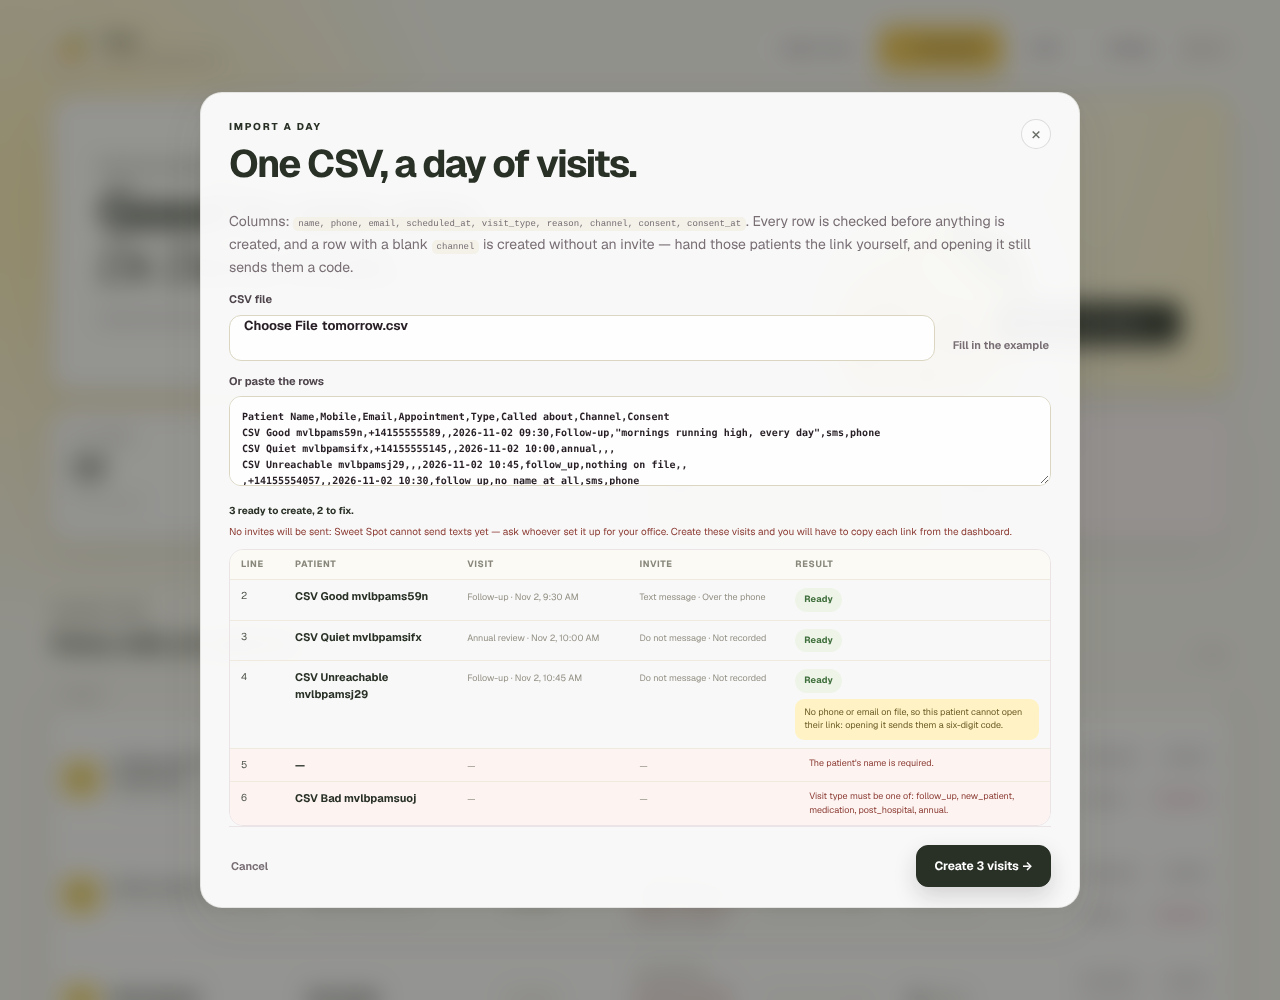 IMPORT A DAY
One CSV, a day of visits.
×
Columns: name, phone, email, scheduled_at, visit_type, reason, channel, consent, consent_at. Every row is checked before anything is
created, and a row with a blank channel is created without an invite — hand those patients the link yourself, and opening it still
sends them a code.
CSV file
Choose File tomorrow.csv
Fill in the example
Or paste the rows
Patient Name,Mobile,Email,Appointment,Type,Called about,Channel,Consent
CSV Good mvlbpams59n,+14155555589,,2026-11-02 09:30,Follow-up,"mornings running high, every day",sms,phone
CSV Quiet mvlbpamsifx,+14155555145,,2026-11-02 10:00,annual,,,
CSV Unreachable mvlbpamsj29,,,2026-11-02 10:45,follow_up,nothing on file,,
,+14155554057,,2026-11-02 10:30,follow_up,no name at all,sms,phone
3 ready to create, 2 to fix.
No invites will be sent: Sweet Spot cannot send texts yet — ask whoever set it up for your office. Create these visits and you will have to copy each link from the dashboard.
LINE PATIENT VISIT INVITE RESULT
2 CSV Good mvlbpams59n Follow-up · Nov 2, 9:30 AM Text message · Over the phone Ready
3 CSV Quiet mvlbpamsifx Annual review · Nov 2, 10:00 AM Do not message · Not recorded Ready
4 CSV Unreachable mvlbpamsj29 Follow-up · Nov 2, 10:45 AM Do not message · Not recorded Ready
No phone or email on file, so this patient cannot open
their link: opening it sends them a six-digit code.
5 — — — The patient's name is required.
6 CSV Bad mvlbpamsuoj — — Visit type must be one of: follow_up, new_patient,
medication, post_hospital, annual.
Cancel
Create 3 visits →